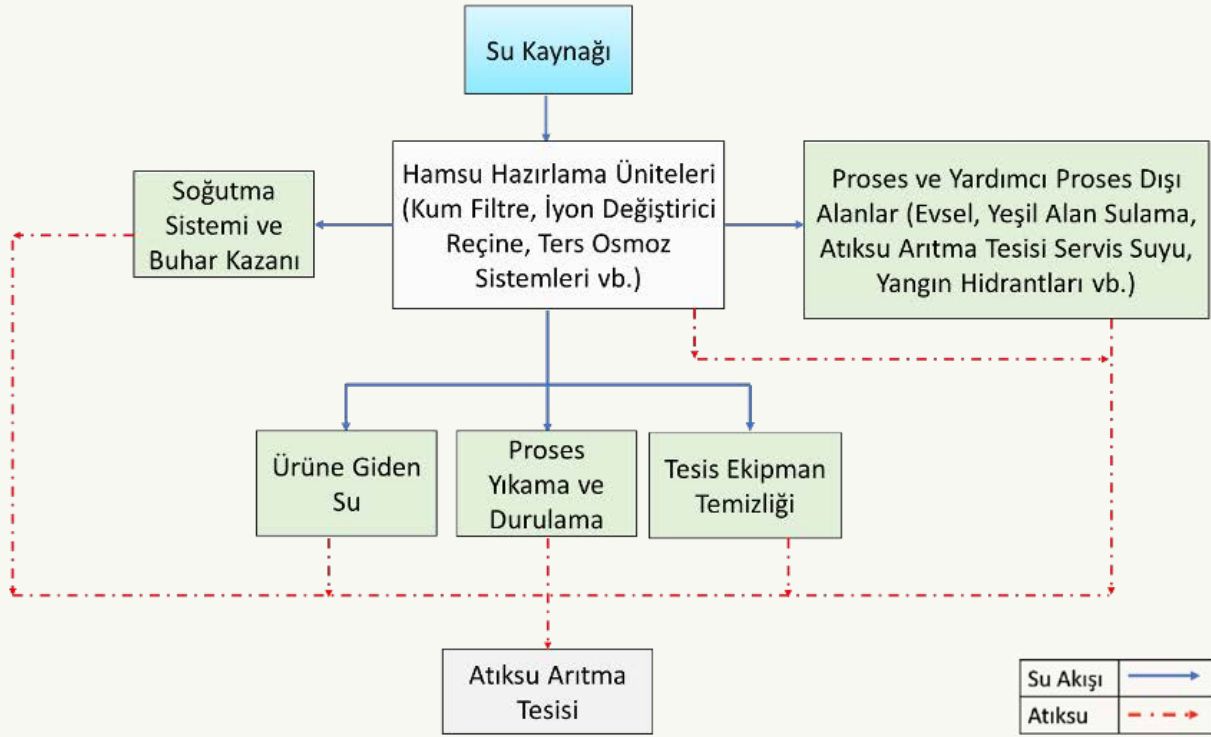 Su Kaynağı
Hamsu Hazırlama Üniteleri
(Kum Filtre, İyon Değiştirici
Reçine, Ters Osmoz
Sistemleri vb.)
Soğutma
Sistemi ve
Buhar Kazanı
Proses ve Yardımcı Proses Dışı
Alanlar (Evsel, Yeşil Alan Sulama,
Atıksu Arıtma Tesisi Servis Suyu,
Yangın Hidrantları vb.)
Ürüne Giden
Su
Proses
Yıkama ve
Durulama
Tesis Ekipman
Temizliği
Atıksu Arıtma
Tesisi
Su Akışı
Atıksu